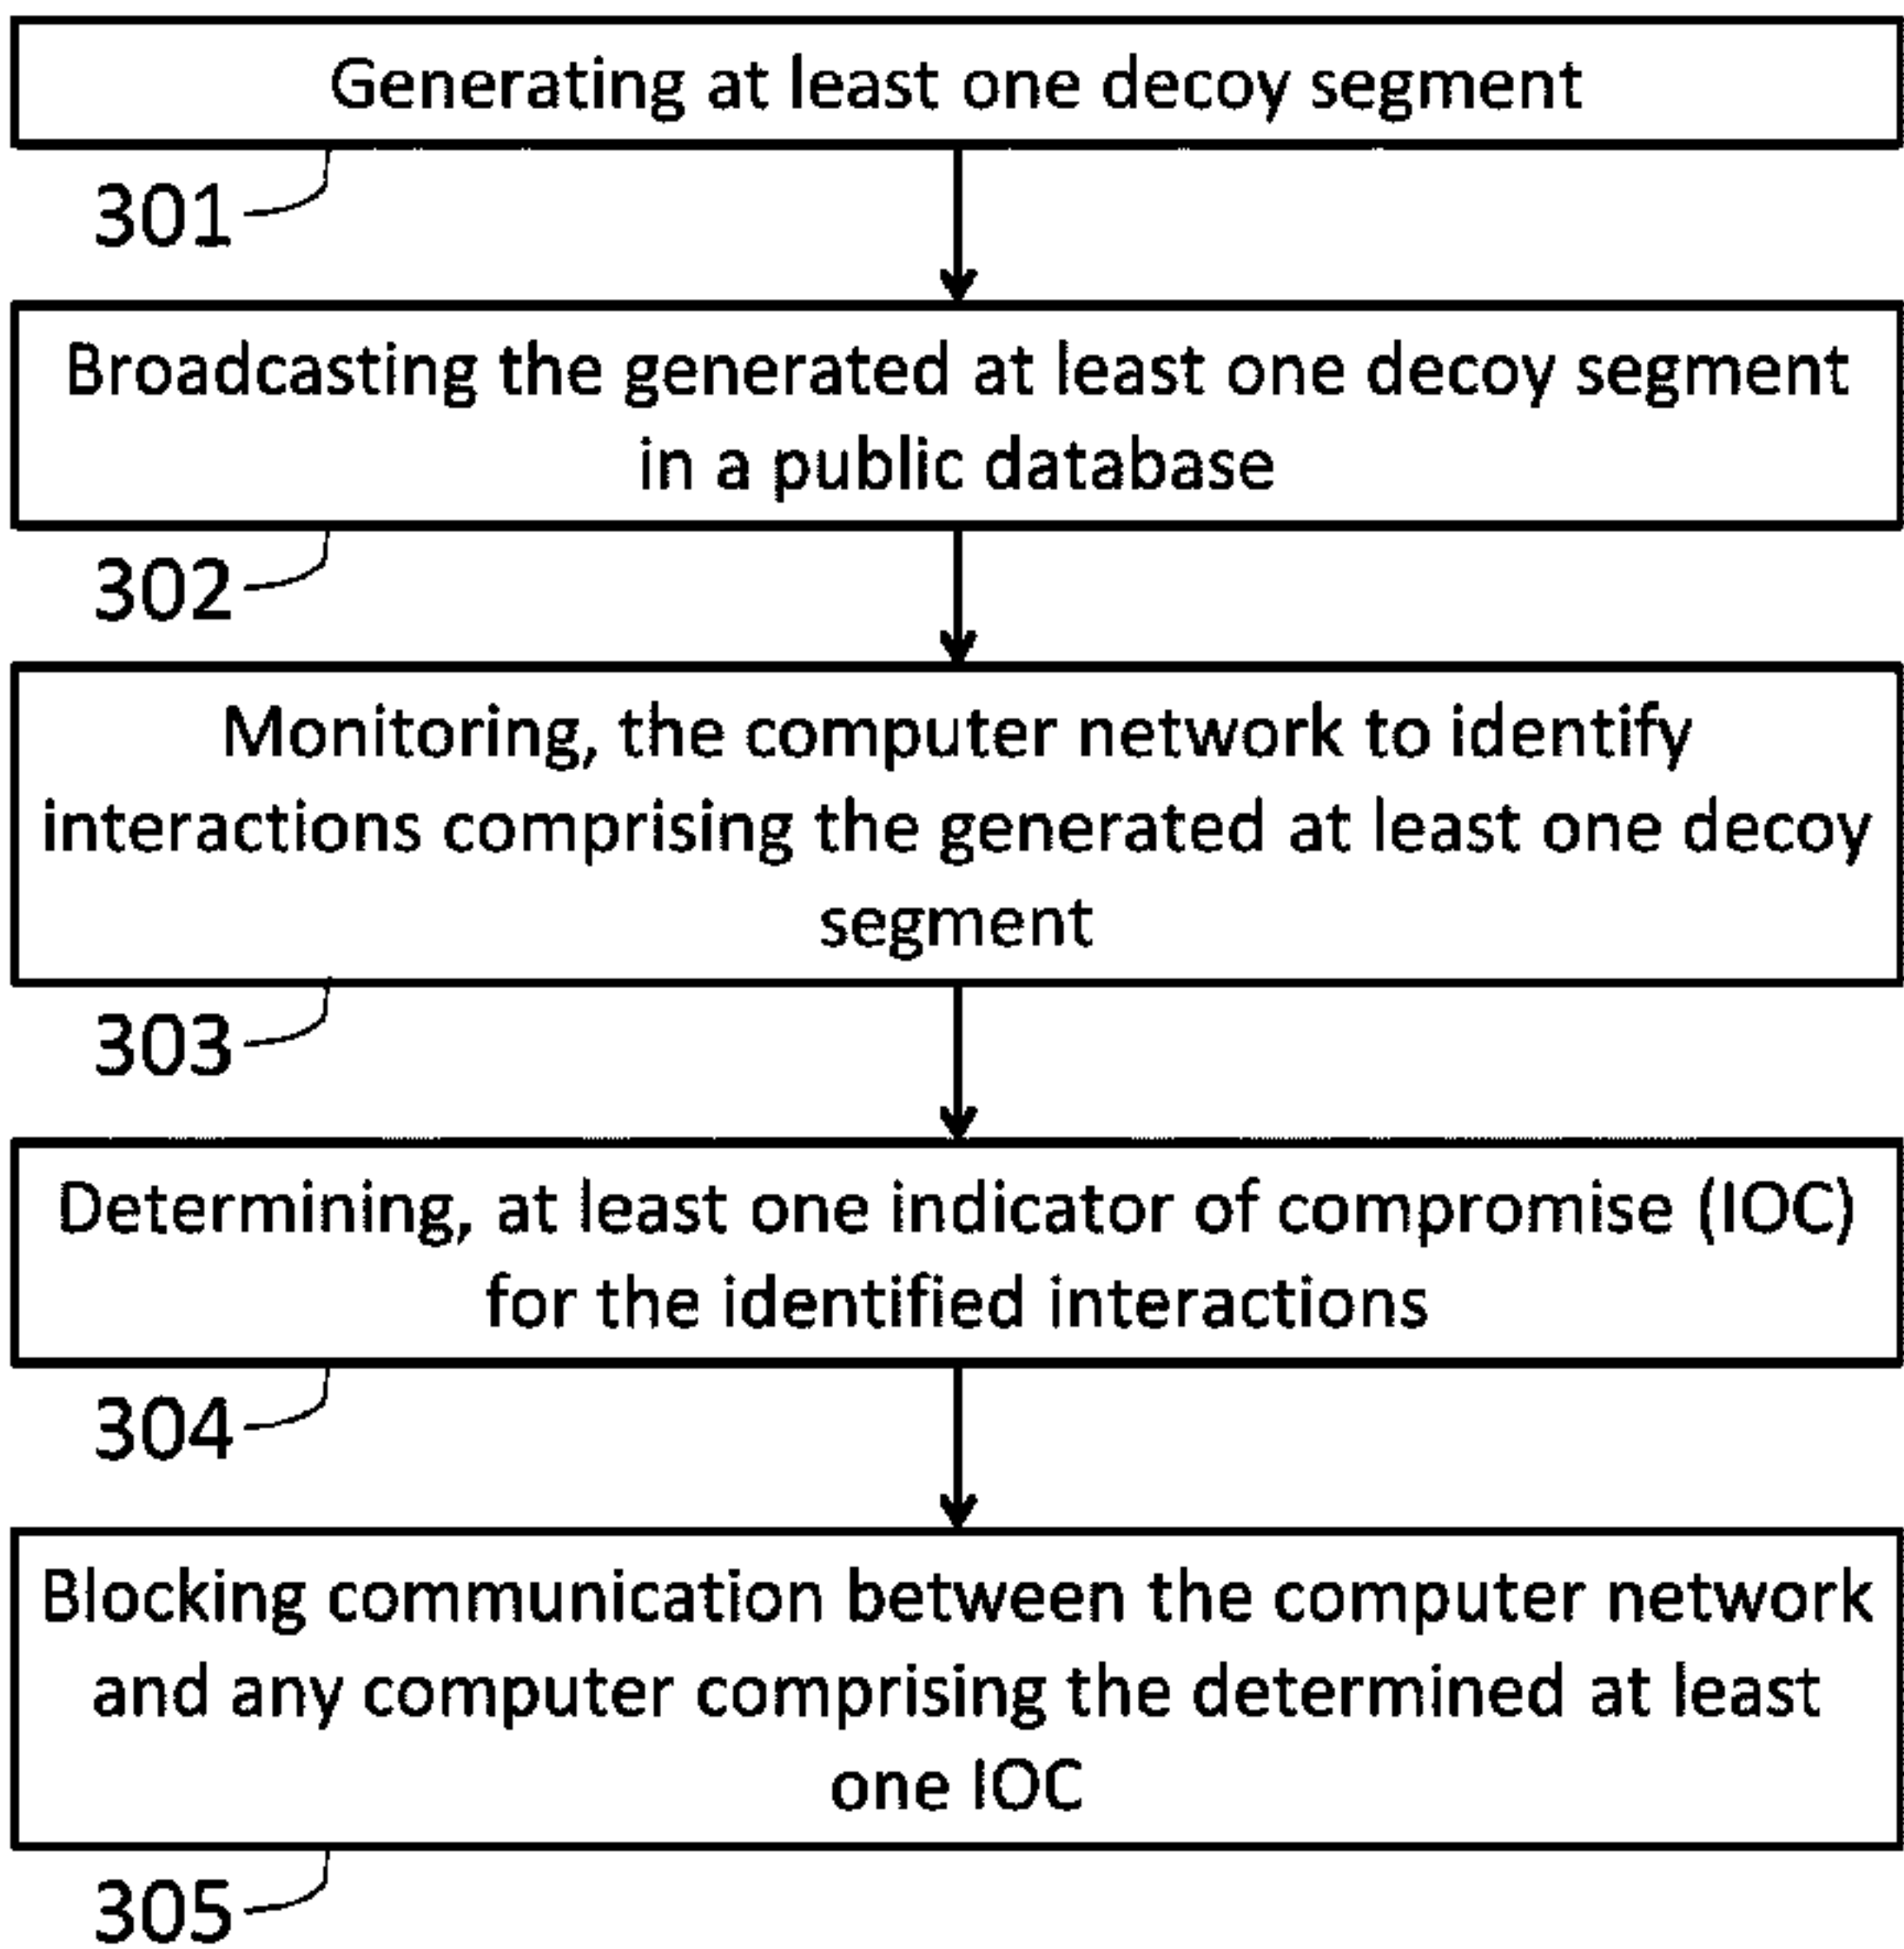 Generating at least one decoy segment
301
Broadcasting the generated at least one decoy segment
in a public database
302
Monitoring, the computer network to identify
interactions comprising the generated at least one decoy
segment
303
Determining, at least one indicator of compromise (IOC)
for the identified interactions
304
Blocking communication between the computer network
and any computer comprising the determined at least
one IOC
305